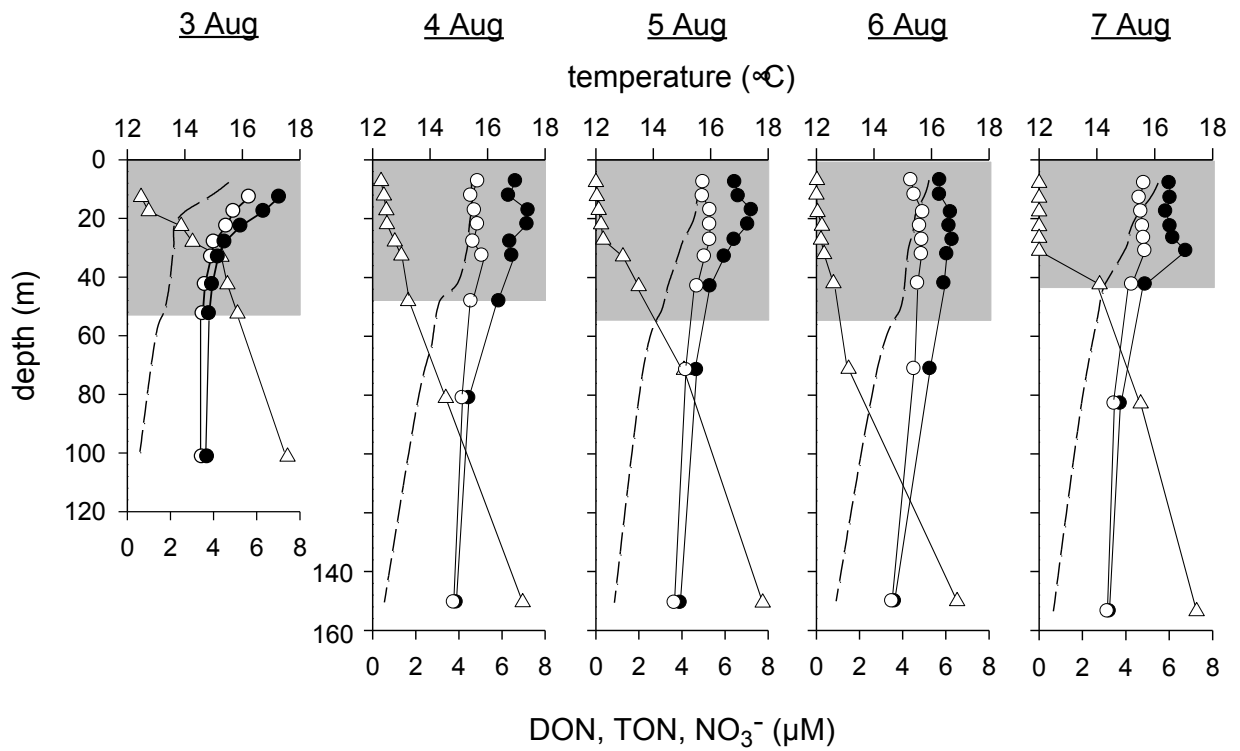 3 Aug 4 Aug 5 Aug 6 Aug 7 Aug
temperature (∞C)
12 14 16 18 12 14 16 18 12 14 16 18 12 14 16 18 12 14 16 18
0
20
40
60
80
100
120
0 2 4 6 8
140
160
0 2 4 6 8 0 2 4 6 8 0 2 4 6 8 0 2 4 6 8
depth (m)
DON, TON, NO₃⁻ (µM)